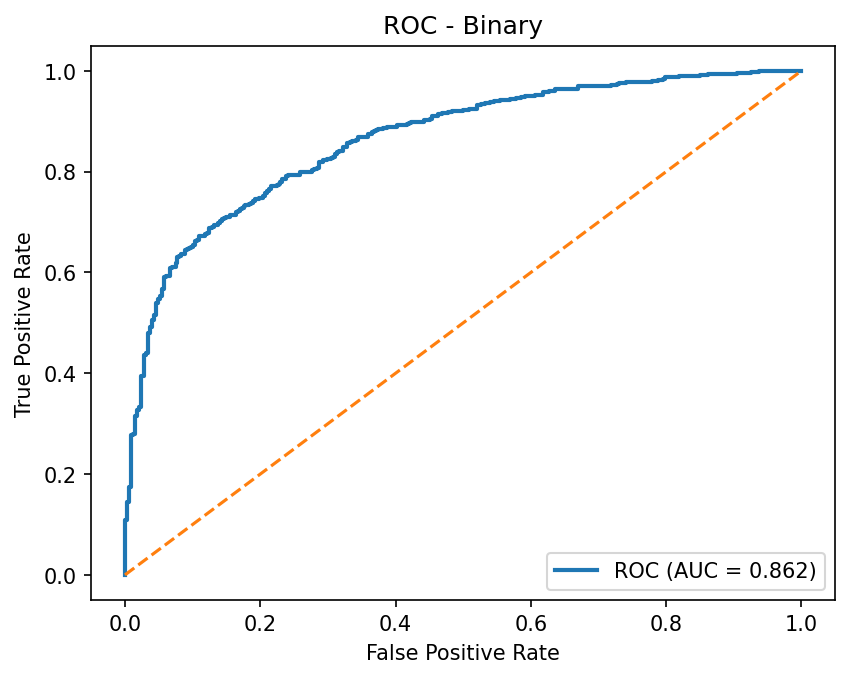 ROC - Binary
True Positive Rate
1.0
0.8
0.6
0.4
0.2
0.0
ROC (AUC = 0.862)
0.0 0.2 0.4 0.6 0.8 1.0
False Positive Rate